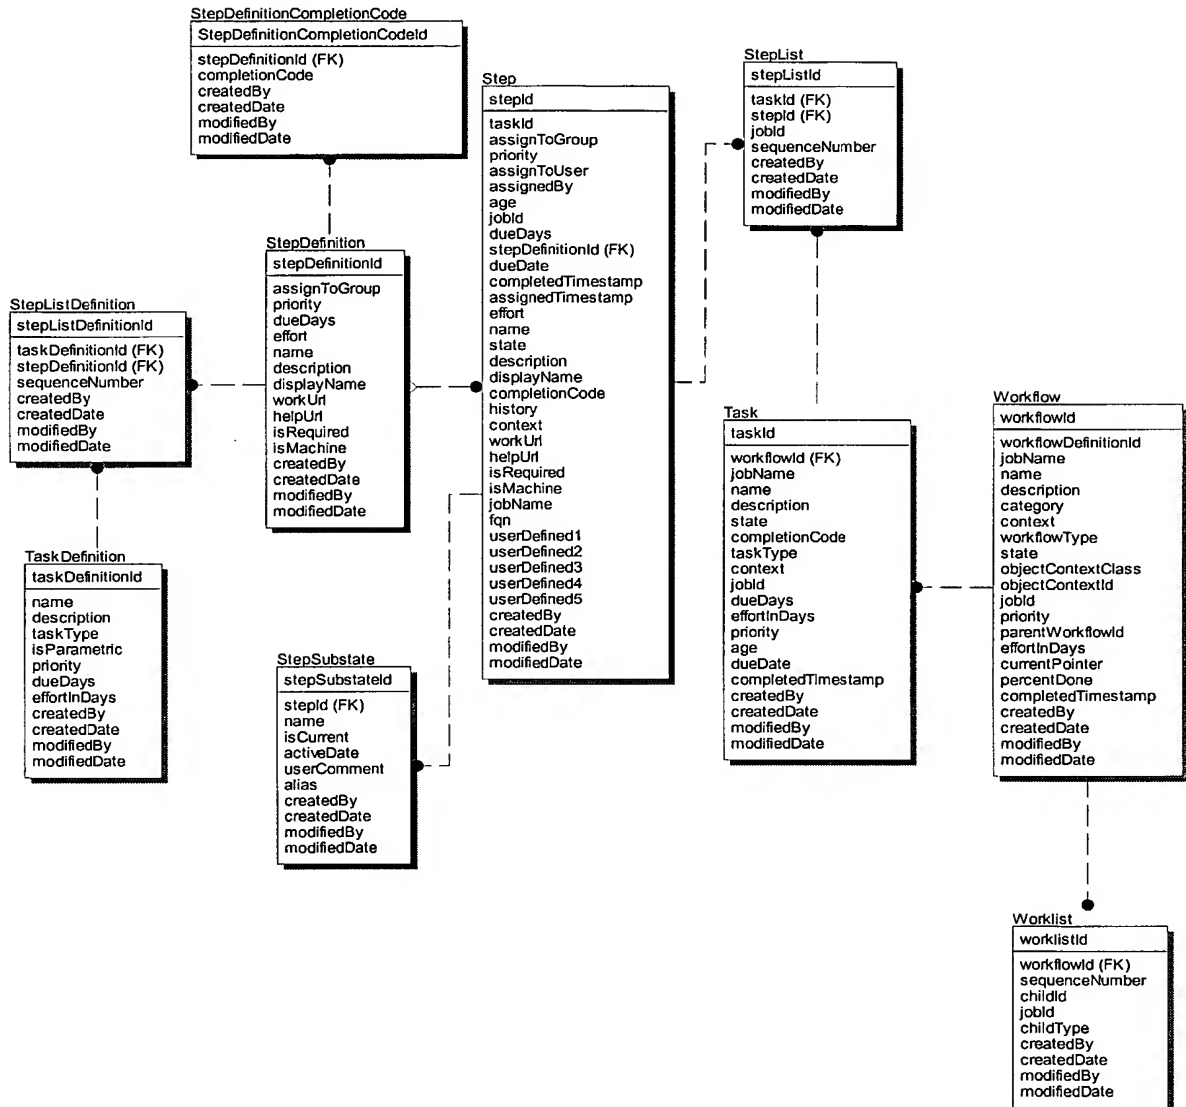 StepDefinitionCompletionCode
StepDefinitionCompletionCodeId
stepDefinitionId (FK)
completionCode
createdBy
createdDate
modifiedBy
modifiedDate
Step
stepId
taskId
assignToGroup
priority
assignToUser
assignedBy
age
jobId
dueDays
stepDefinitionId (FK)
dueDate
completedTimestamp
assignedTimestamp
effort
name
state
description
displayName
completionCode
history
context
workUrl
helpUrl
isRequired
isMachine
jobName
fqn
userDefined1
userDefined2
userDefined3
userDefined4
userDefined5
createdBy
createdDate
modifiedBy
modifiedDate
StepList
stepListId
taskId (FK)
stepId (FK)
jobId
sequenceNumber
createdBy
createdDate
modifiedBy
modifiedDate
StepDefinition
stepDefinitionId
assignToGroup
priority
dueDays
effort
name
description
displayName
workUrl
helpUrl
isRequired
isMachine
createdBy
createdDate
modifiedBy
modifiedDate
StepListDefinition
stepListDefinitionId
taskDefinitionId (FK)
stepDefinitionId (FK)
sequenceNumber
createdBy
createdDate
modifiedBy
modifiedDate
TaskDefinition
taskDefinitionId
name
description
taskType
isParametric
priority
dueDays
effortInDays
createdBy
createdDate
modifiedBy
modifiedDate
StepSubstate
stepSubstateId
stepId (FK)
name
isCurrent
activeDate
userComment
alias
createdBy
createdDate
modifiedBy
modifiedDate
Task
taskId
workflowId (FK)
jobName
name
description
state
completionCode
taskType
context
jobId
dueDays
effortInDays
priority
age
dueDate
completedTimestamp
createdBy
createdDate
modifiedBy
modifiedDate
Workflow
workflowId
workflowDefinitionId
jobName
name
description
category
context
workflowType
state
objectContextClass
objectContextId
jobId
priority
parentWorkflowId
effortInDays
currentPointer
percentDone
completedTimestamp
createdBy
createdDate
modifiedBy
modifiedDate
Worklist
worklistId
workflowId (FK)
sequenceNumber
childId
jobId
childType
createdBy
createdDate
modifiedBy
modifiedDate